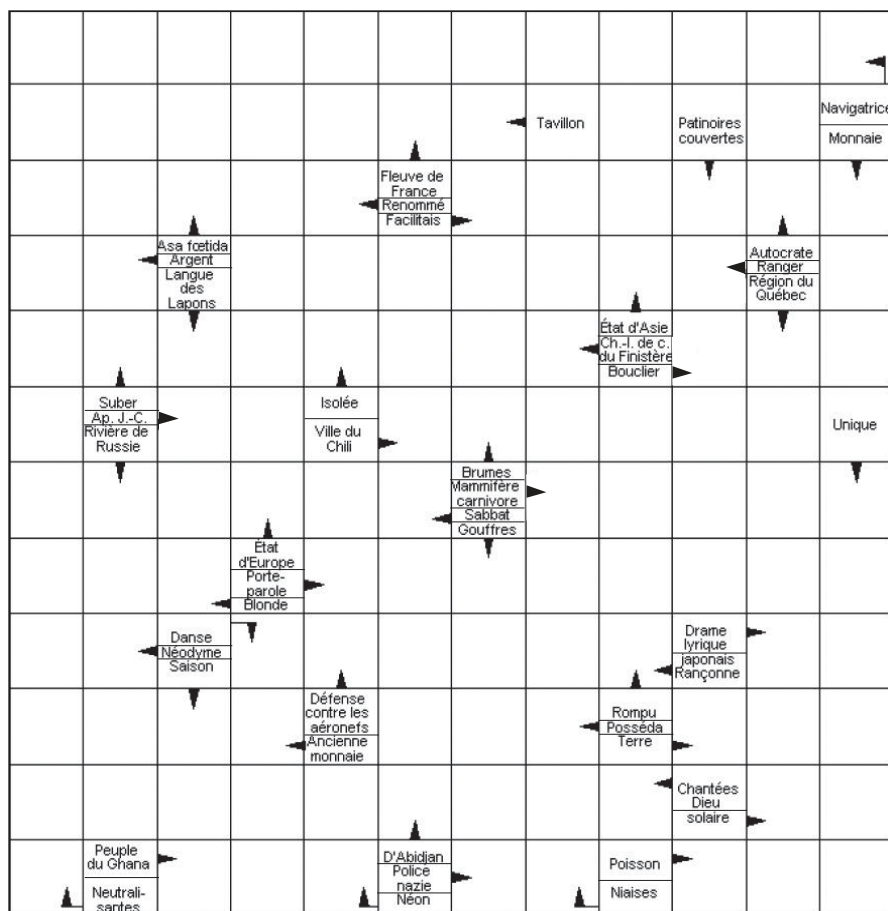 Navigatrice
Tavillon
Patinoires
couvertes
Monnaie
Fleuve de
France
Renommé
Facilitais
Asa fœtida
Argent
Langue
des
Lapons
Autocrate
Ranger
Région du
Québec
État d'Asie
Ch.-l. de c.
du Finistère
Bouclier
Suber
Ap. J.-C.
Rivière de
Russie
Isolée
Ville du
Chili
Unique
Brumes
Mammifère
carnivore
Sabbat
Gouffres
État
d'Europe
Porte-
parole
Blonde
Danse
Néodyme
Saison
Drame
lyrique
japonais
Rançonne
Défense
contre les
aéronefs
Ancienne
monnaie
Rompu
Posséda
Terre
Chantées
Dieu
solaire
Peuple
du Ghana
Neutrali-
santes
D'Abidjan
Police
nazie
Néon
Poisson
Niaises